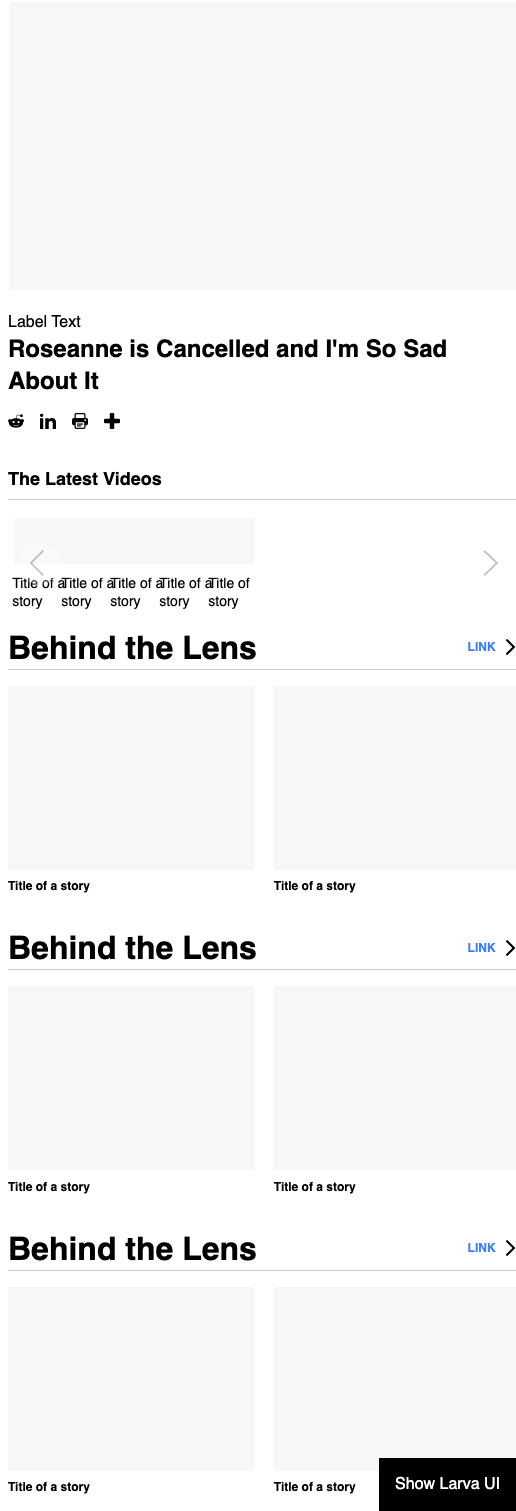 Label Text
Roseanne is Cancelled and I'm So Sad
About It
The Latest Videos
Title of a Title of a Title of a Title of a Title of
story story story story story
Behind the Lens LINK
Title of a story Title of a story
Behind the Lens LINK
Title of a story Title of a story
Behind the Lens LINK
Title of a story Title of a story
Show Larva UI